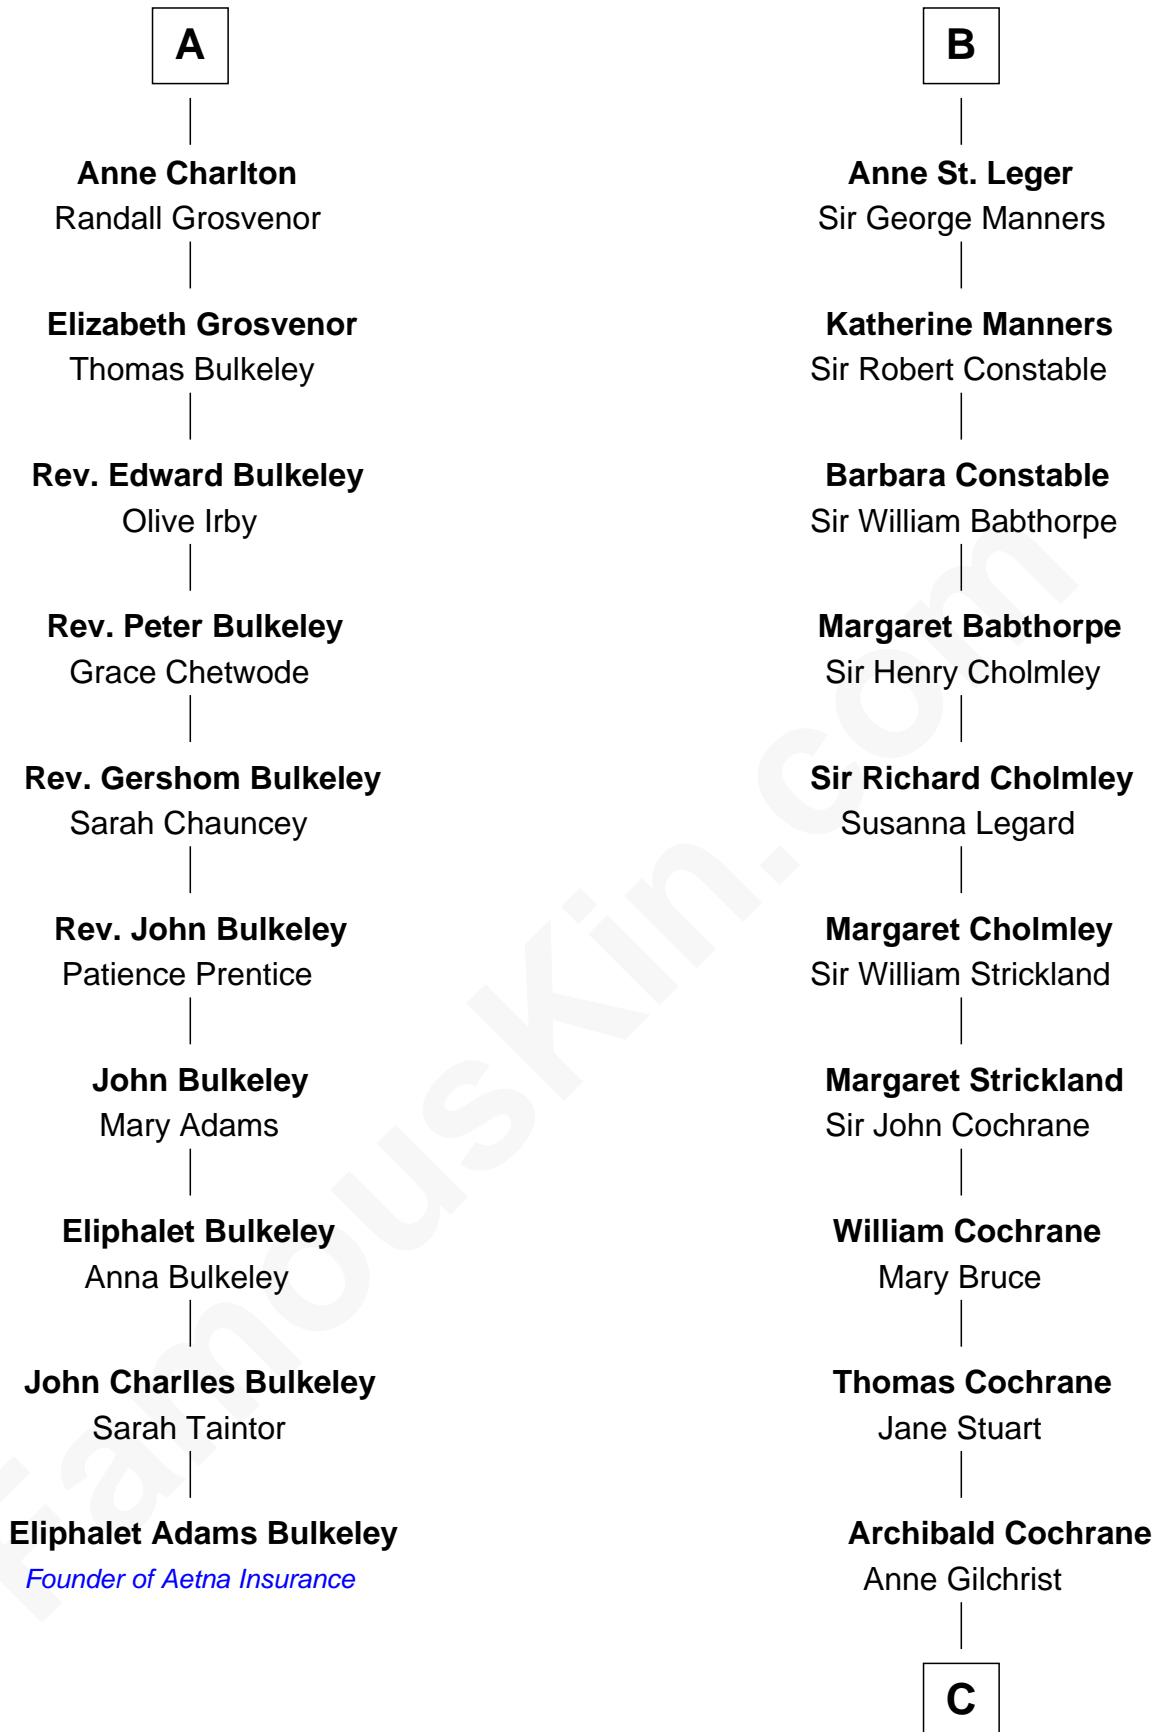 A
Anne Charlton
Randall Grosvenor
Elizabeth Grosvenor
Thomas Bulkeley
Rev. Edward Bulkeley
Olive Irby
Rev. Peter Bulkeley
Grace Chetwode
Rev. Gershom Bulkeley
Sarah Chauncey
Rev. John Bulkeley
Patience Prentice
John Bulkeley
Mary Adams
Eliphalet Bulkeley
Anna Bulkeley
John Charlles Bulkeley
Sarah Taintor
Eliphalet Adams Bulkeley
Founder of Aetna Insurance
B
Anne St. Leger
Sir George Manners
Katherine Manners
Sir Robert Constable
Barbara Constable
Sir William Babthorpe
Margaret Babthorpe
Sir Henry Cholmley
Sir Richard Cholmley
Susanna Legard
Margaret Cholmley
Sir William Strickland
Margaret Strickland
Sir John Cochrane
William Cochrane
Mary Bruce
Thomas Cochrane
Jane Stuart
Archibald Cochrane
Anne Gilchrist
C
FamousKin.com